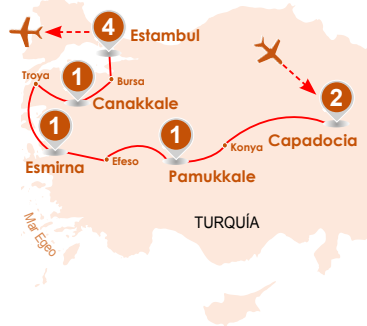 4
Estambul
Troya
1
Bursa
Canakkale
2
1
1
Konya
Capadocia
Esmirna
Efeso
Pamukkale
Mar Egeo
TURQUÍA